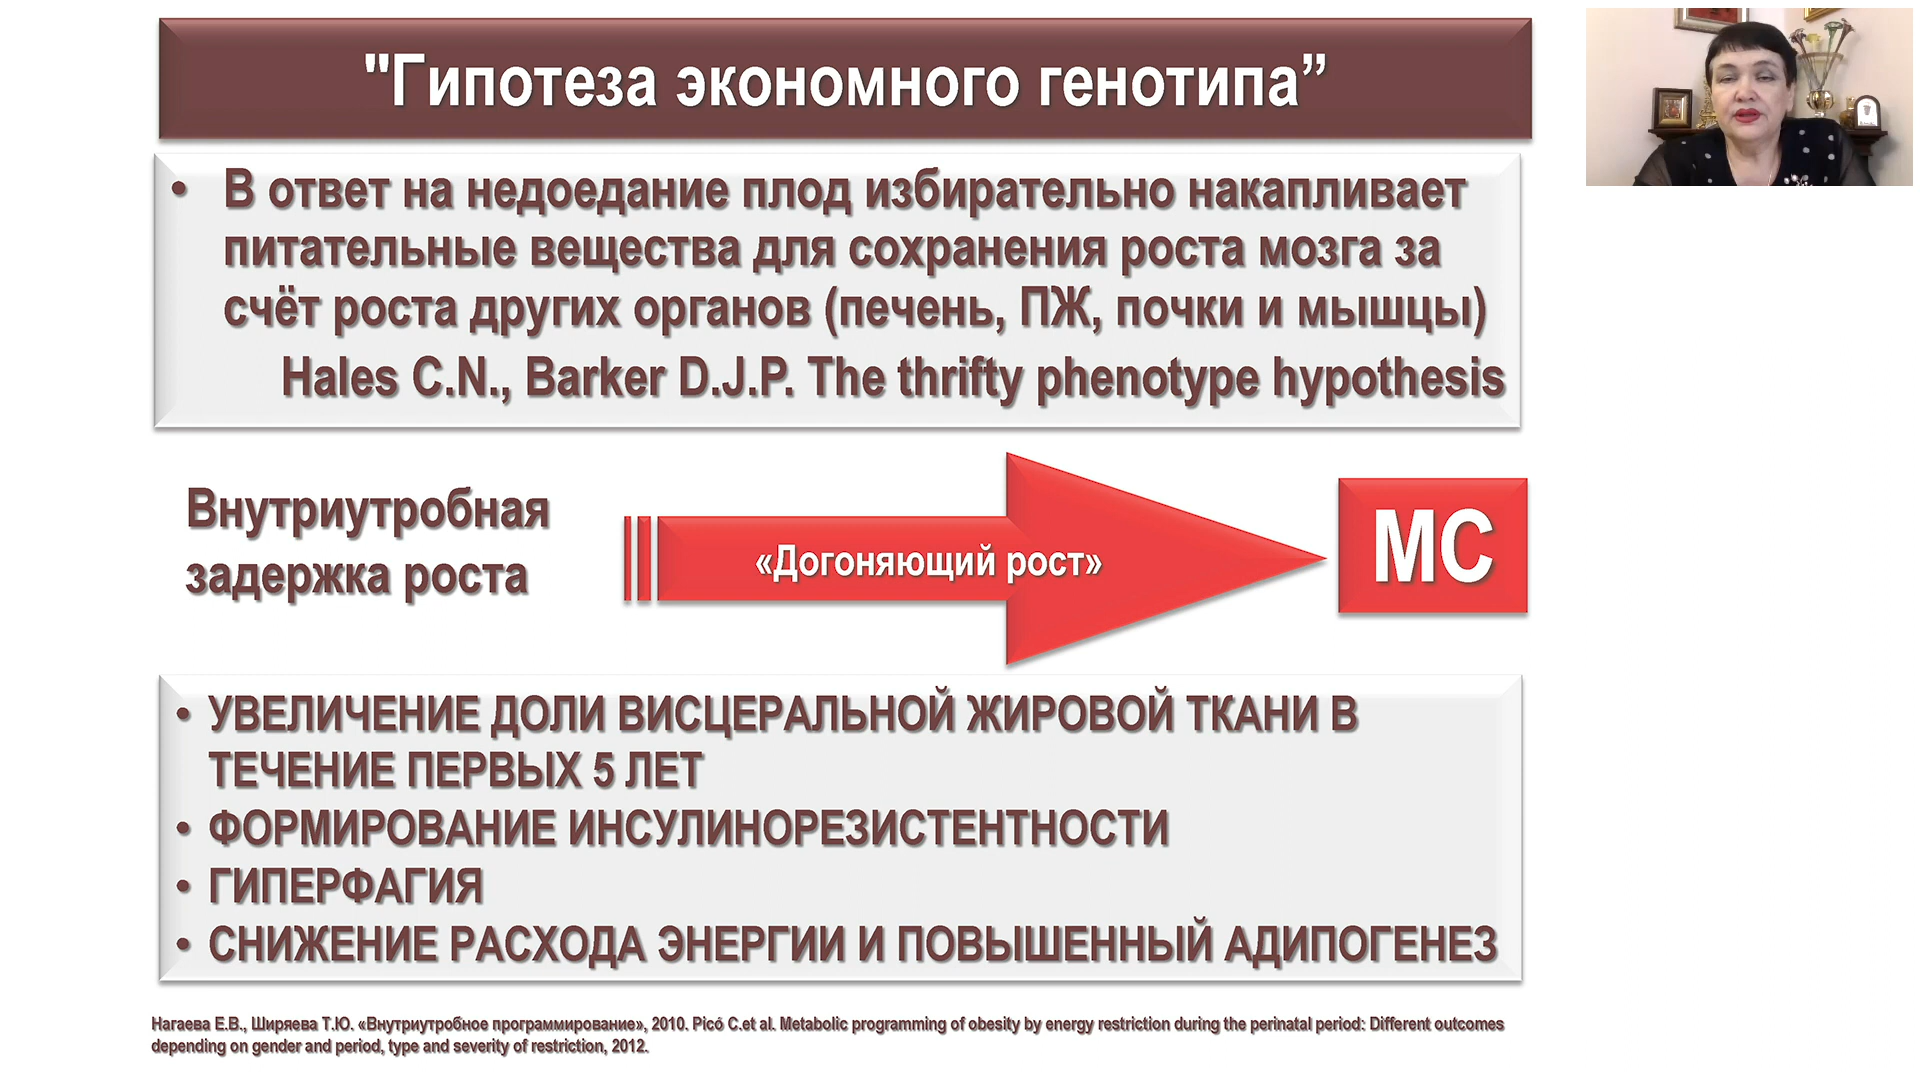 "Гипотеза экономного генотипа”
• В ответ на недоедание плод избирательно накапливает
питательные вещества для сохранения роста мозга за
счёт роста других органов (печень, ПЖ, почки и мышцы)
Hales C.N., Barker D.J.P. The thrifty phenotype hypothesis
Внутриутробная
задержка роста
«Догоняющий рост»
МС
• УВЕЛИЧЕНИЕ ДОЛИ ВИСЦЕРАЛЬНОЙ ЖИРОВОЙ ТКАНИ В
ТЕЧЕНИЕ ПЕРВЫХ 5 ЛЕТ
• ФОРМИРОВАНИЕ ИНСУЛИНОРЕЗИСТЕНТНОСТИ
• ГИПЕРФАГИЯ
• СНИЖЕНИЕ РАСХОДА ЭНЕРГИИ И ПОВЫШЕННЫЙ АДИПОГЕНЕЗ
Нагаева Е.В., Ширяева Т.Ю. «Внутриутробное программирование», 2010. Picó C.et al. Metabolic programming of obesity by energy restriction during the perinatal period: Different outcomes
depending on gender and period, type and severity of restriction, 2012.